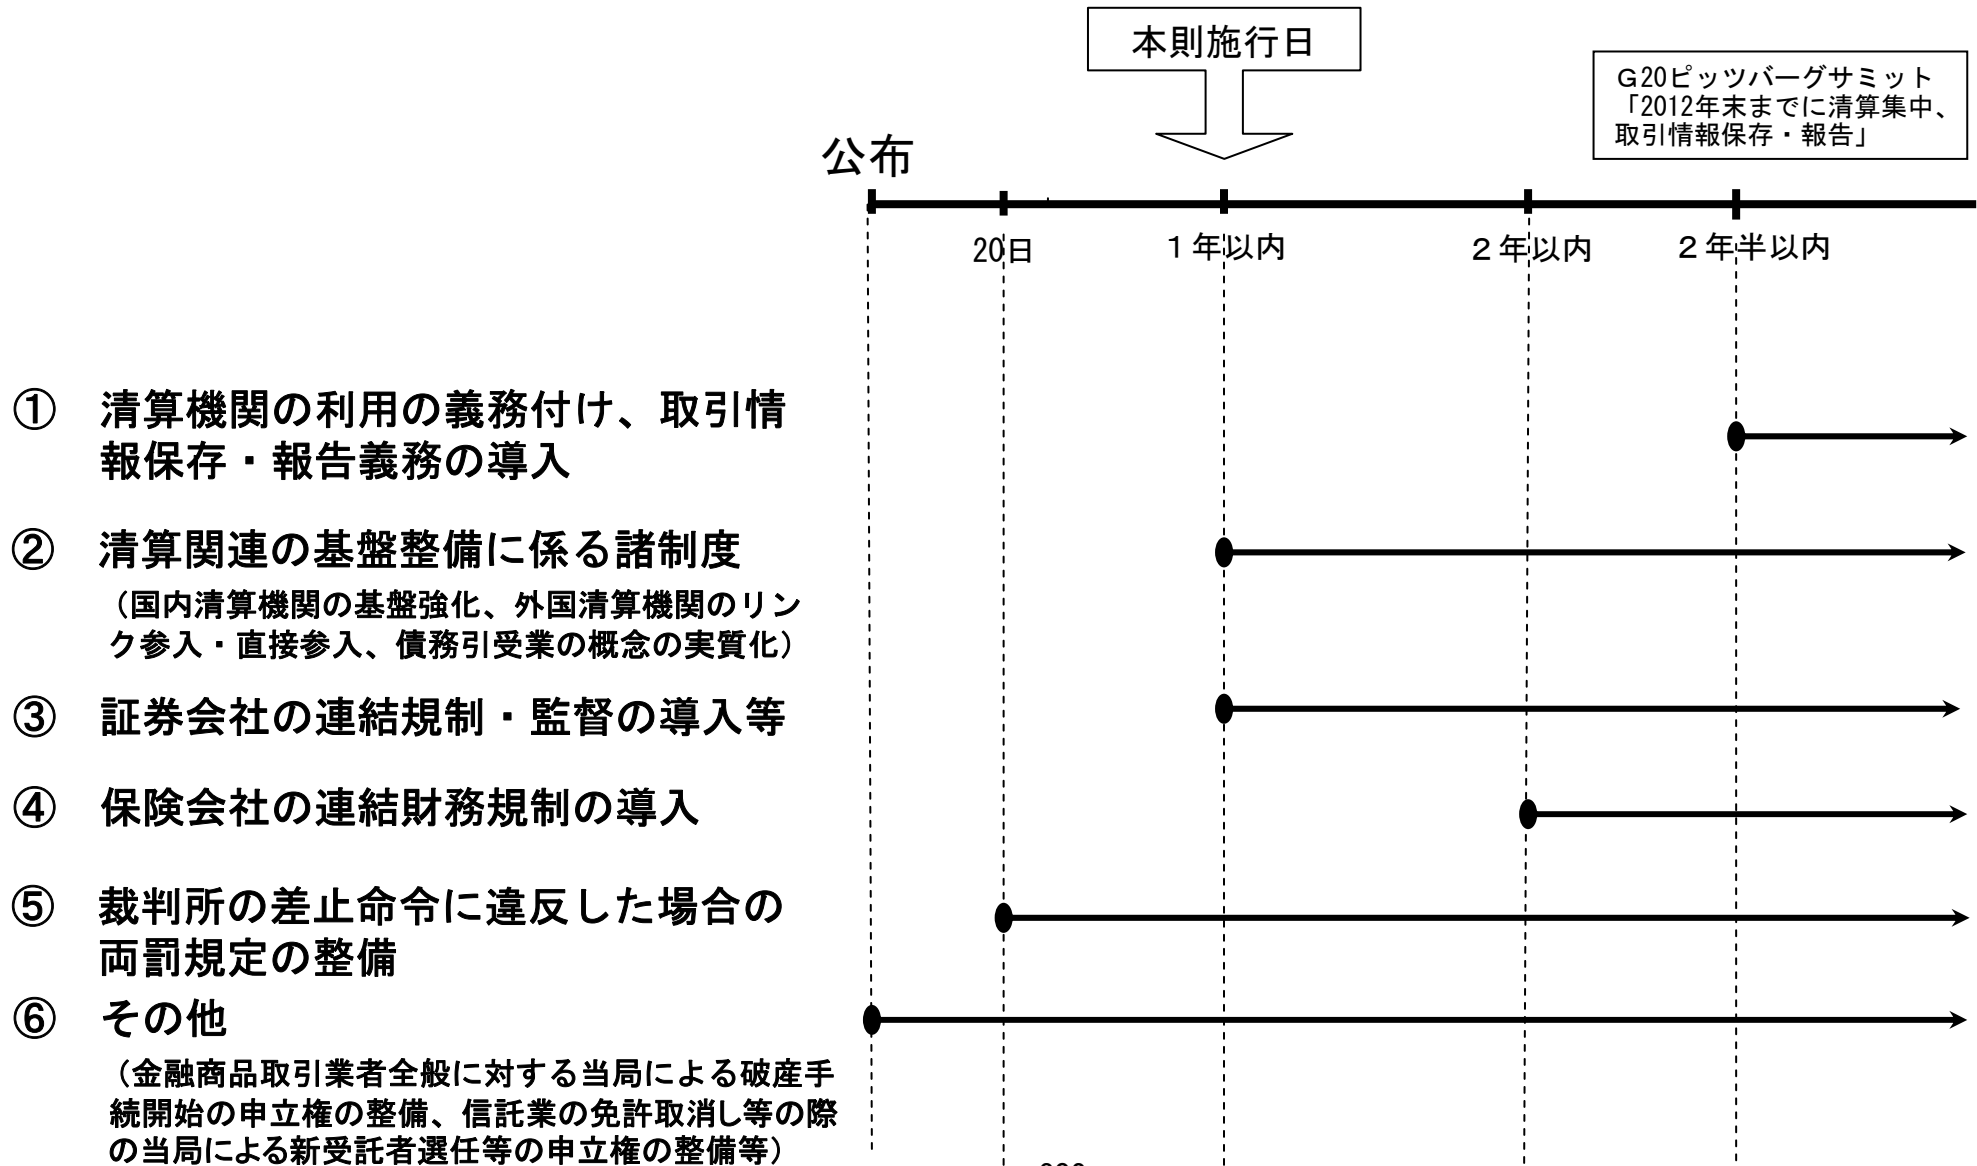 本則施行日
G20ピッツバーグサミット
「2012年末までに清算集中、
取引情報保存・報告」
公布
20日
1年以内
2年以内
2年半以内
① 清算機関の利用の義務付け、取引情
報保存・報告義務の導入
② 清算関連の基盤整備に係る諸制度
（国内清算機関の基盤強化、外国清算機関のリン
ク参入・直接参入、債務引受業の概念の実質化）
③ 証券会社の連結規制・監督の導入等
④ 保険会社の連結財務規制の導入
⑤ 裁判所の差止命令に違反した場合の
両罰規定の整備
⑥ その他
（金融商品取引業者全般に対する当局による破産手
続開始の申立権の整備、信託業の免許取消し等の際
の当局による新受託者選任等の申立権の整備等）